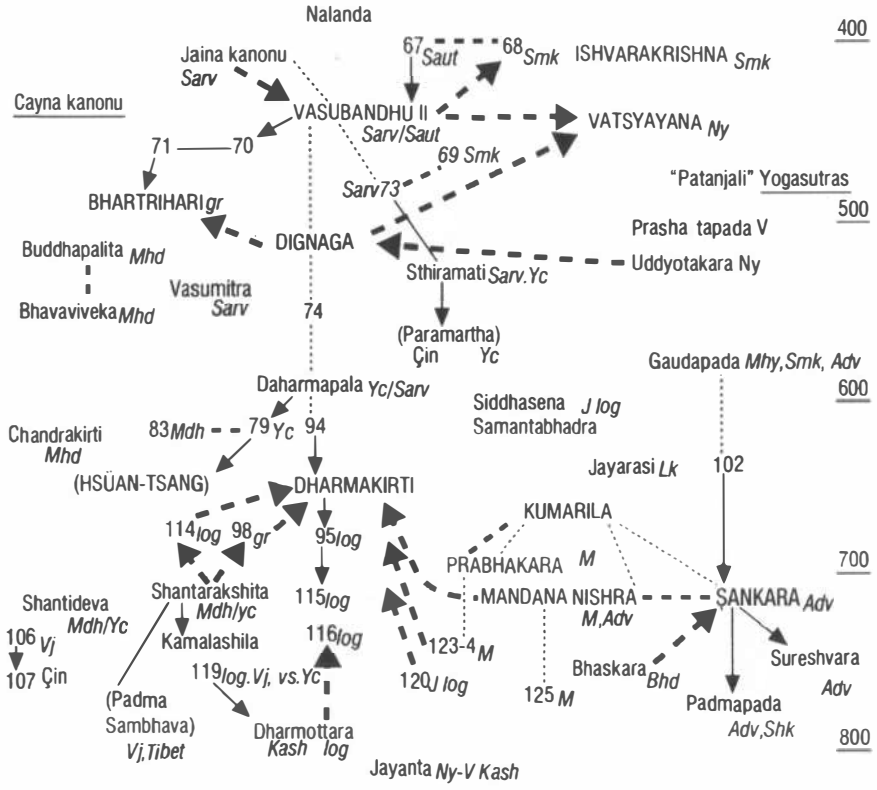 Nalanda
400
Jaina kanonu
Sarv
67
Saut
68
Smk
ISHVARAKRISHNA Smk
Cayna kanonu
VASUBANDHU II
Sarv/Saut
VATSYAYANA Ny
71
70
69 Smk
Sarv 73
"Patanjali" Yogasutras
BHARTRIHARI gr
500
Prasha tapada V
DIGNAGA
Buddhapalita Mhd
Uddyotakara Ny
Sthiramati Sarv.Yc
Vasumitra
Sarv
Bhavaviveka Mhd
74
(Paramartha)
Çin Yc
Gaudapada Mhy, Smk, Adv
Daharmapala Yc/Sarv
600
Siddhasena J log
Samantabhadra
Chandrakirti
Mhd
83 Mdh
79 Yc
94
Jayarasi Lk
102
(HSÜAN-TSANG)
DHARMAKIRTI
KUMARILA
114 log
98 gr
95 log
PRABHAKARA M
700
Shantarakshita
Mdh/yc
115 log
MANDANA NISHRA
M, Adv
ŞANKARA Adv
Shantideva
Mdh/Yc
106 Vj
107 Çin
Kamalashila
116 log
123-4 M
Sureshvara
Adv
119 log. Vj, vs. Yc
120 J log
125 M
Bhaskara
Bhd
(Padma
Sambhava)
Vj, Tibet
Padmapada
Adv, Shk
Dharmottara
Kash log
800
Jayanta Ny-V Kash